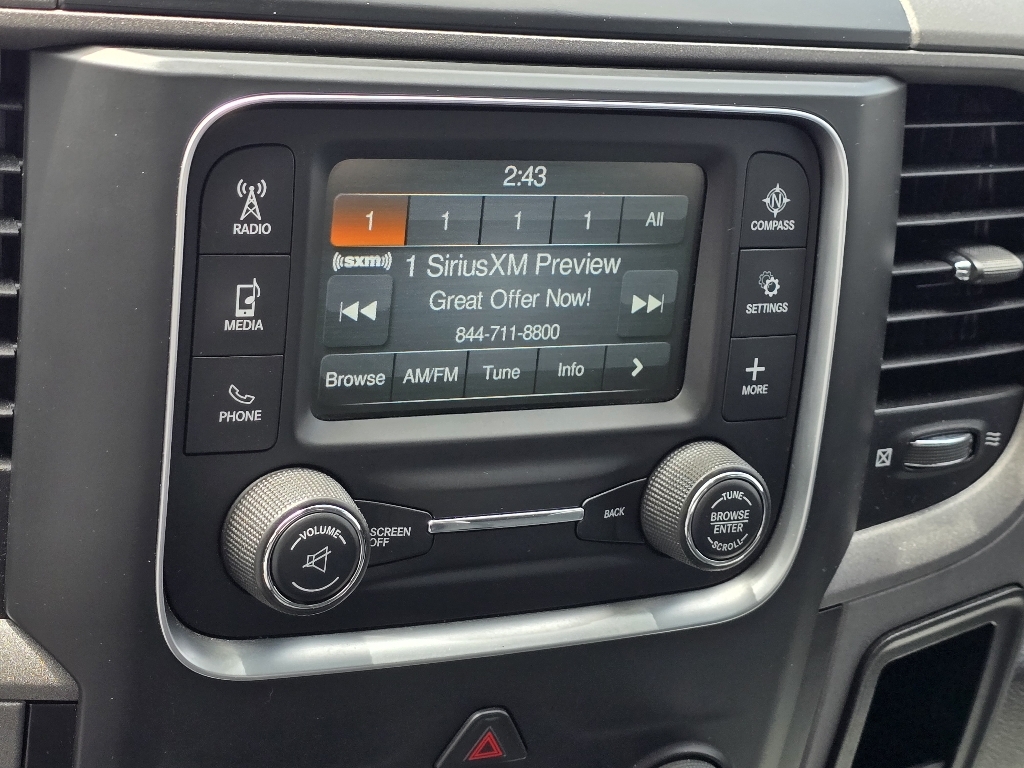 2:43
1 1 1 1 All
((sxm)) 1 SiriusXM Preview
Great Offer Now!
844-711-8800
Browse AM/FM Tune Info >
RADIO
MEDIA
PHONE
N
COMPASS
SETTINGS
+
MORE
VOLUME
SCREEN
OFF
BACK
TUNE
BROWSE
ENTER
SCROLL